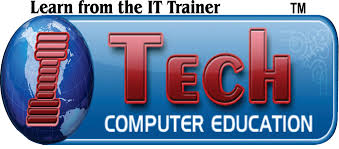 Learn from the IT Trainer TM
I TECH
COMPUTER EDUCATION